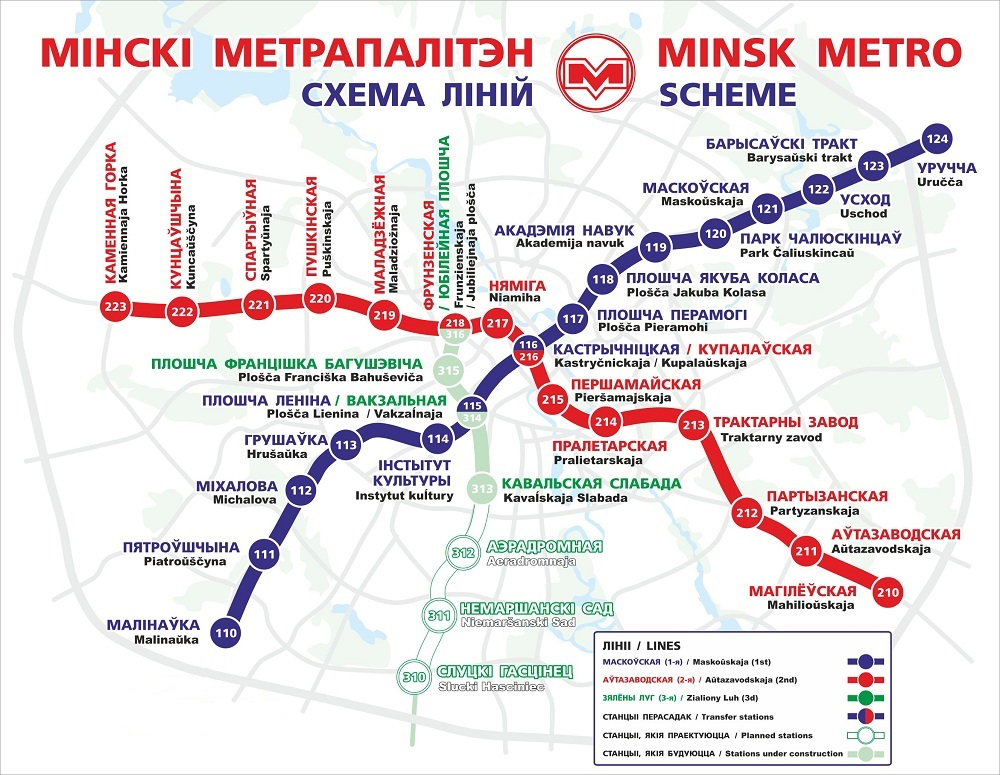 МІНСКІ МЕТРАПАЛІТЭН
MINSK METRO
СХЕМА ЛІНІЙ
SCHEME
КАМЕННАЯ ГОРКА
Kamiennaja Horka
КУНЦАЎШЧЫНА
Kuncaŭščyna
СПАРТЫЎНАЯ
Spartyŭnaja
ПУШКІНСКАЯ
Puškinskaja
МАЛАДЗЁЖНАЯ
Maladziožnaja
ФРУНЗЕНСКАЯ
/ ЮБІЛЕЙНАЯ ПЛОШЧА
Frunzienskaja
/ Jubiliejnaja plošča
НЯМІГА
Niamiha
223
222
221
220
219
218
316
217
116
216
БАРЫСАЎСКІ ТРАКТ
Barysaŭski trakt
124
УРУЧЧА
Uručča
123
МАСКОЎСКАЯ
Maskoŭskaja
122
УСХОД
Uschod
121
АКАДЭМІЯ НАВУК
Akademija navuk
120
ПАРК ЧАЛЮСКІНЦАЎ
Park Čaliuskincaŭ
119
118
ПЛОШЧА ЯКУБА КОЛАСА
Plošča Jakuba Kolasa
117
ПЛОШЧА ПЕРАМОГІ
Plošča Pieramohi
КАСТРЫЧНІЦКАЯ / КУПАЛАЎСКАЯ
Kastryčnickaja / Kupalaŭskaja
ПЛОШЧА ФРАНЦІШКА БАГУШЭВІЧА
Plošča Franciška Bahuševiča
315
ПЛОШЧА ЛЕНІНА / ВАКЗАЛЬНАЯ
Plošča Lienina / Vakzaĺnaja
115
314
215
ПЕРШАМАЙСКАЯ
Pieršamajskaja
214
ПРАЛЕТАРСКАЯ
Pralietarskaja
213
ТРАКТАРНЫ ЗАВОД
Traktarny zavod
ГРУШАЎКА
Hrušaŭka
113
114
ІНСТЫТУТ
КУЛЬТУРЫ
Instytut kuĺtury
МІХАЛОВА
Michalova
112
313
КАВАЛЬСКАЯ СЛАБАДА
Kavaĺskaja Slabada
212
ПАРТЫЗАНСКАЯ
Partyzanskaja
ПЯТРОЎШЧЫНА
Piatroŭščyna
111
312
АЭРАДРОМНАЯ
Aeradromnaja
211
АЎТАЗАВОДСКАЯ
Aŭtazavodskaja
МАГІЛЁЎСКАЯ
Mahilioŭskaja
210
МАЛІНАЎКА
Malinaŭka
110
311
НЕМАРШАНСКІ САД
Niemaršanski Sad
310
СЛУЦКІ ГАСЦІНЕЦ
Slucki Hasciniec
ЛІНІІ / LINES
МАСКОЎСКАЯ (1-я) / Maskoŭskaja (1st)
АЎТАЗАВОДСКАЯ (2-я) / Aŭtazavodskaja (2nd)
ЗЯЛЁНЫ ЛУГ (3-я) / Zialiony Luh (3d)
СТАНЦЫІ ПЕРАСАДАК / Transfer stations
СТАНЦЫІ, ЯКІЯ ПРАЕКТУЮЦЦА / Planned stations
СТАНЦЫІ, ЯКІЯ БУДУЮЦЦА / Stations under construction